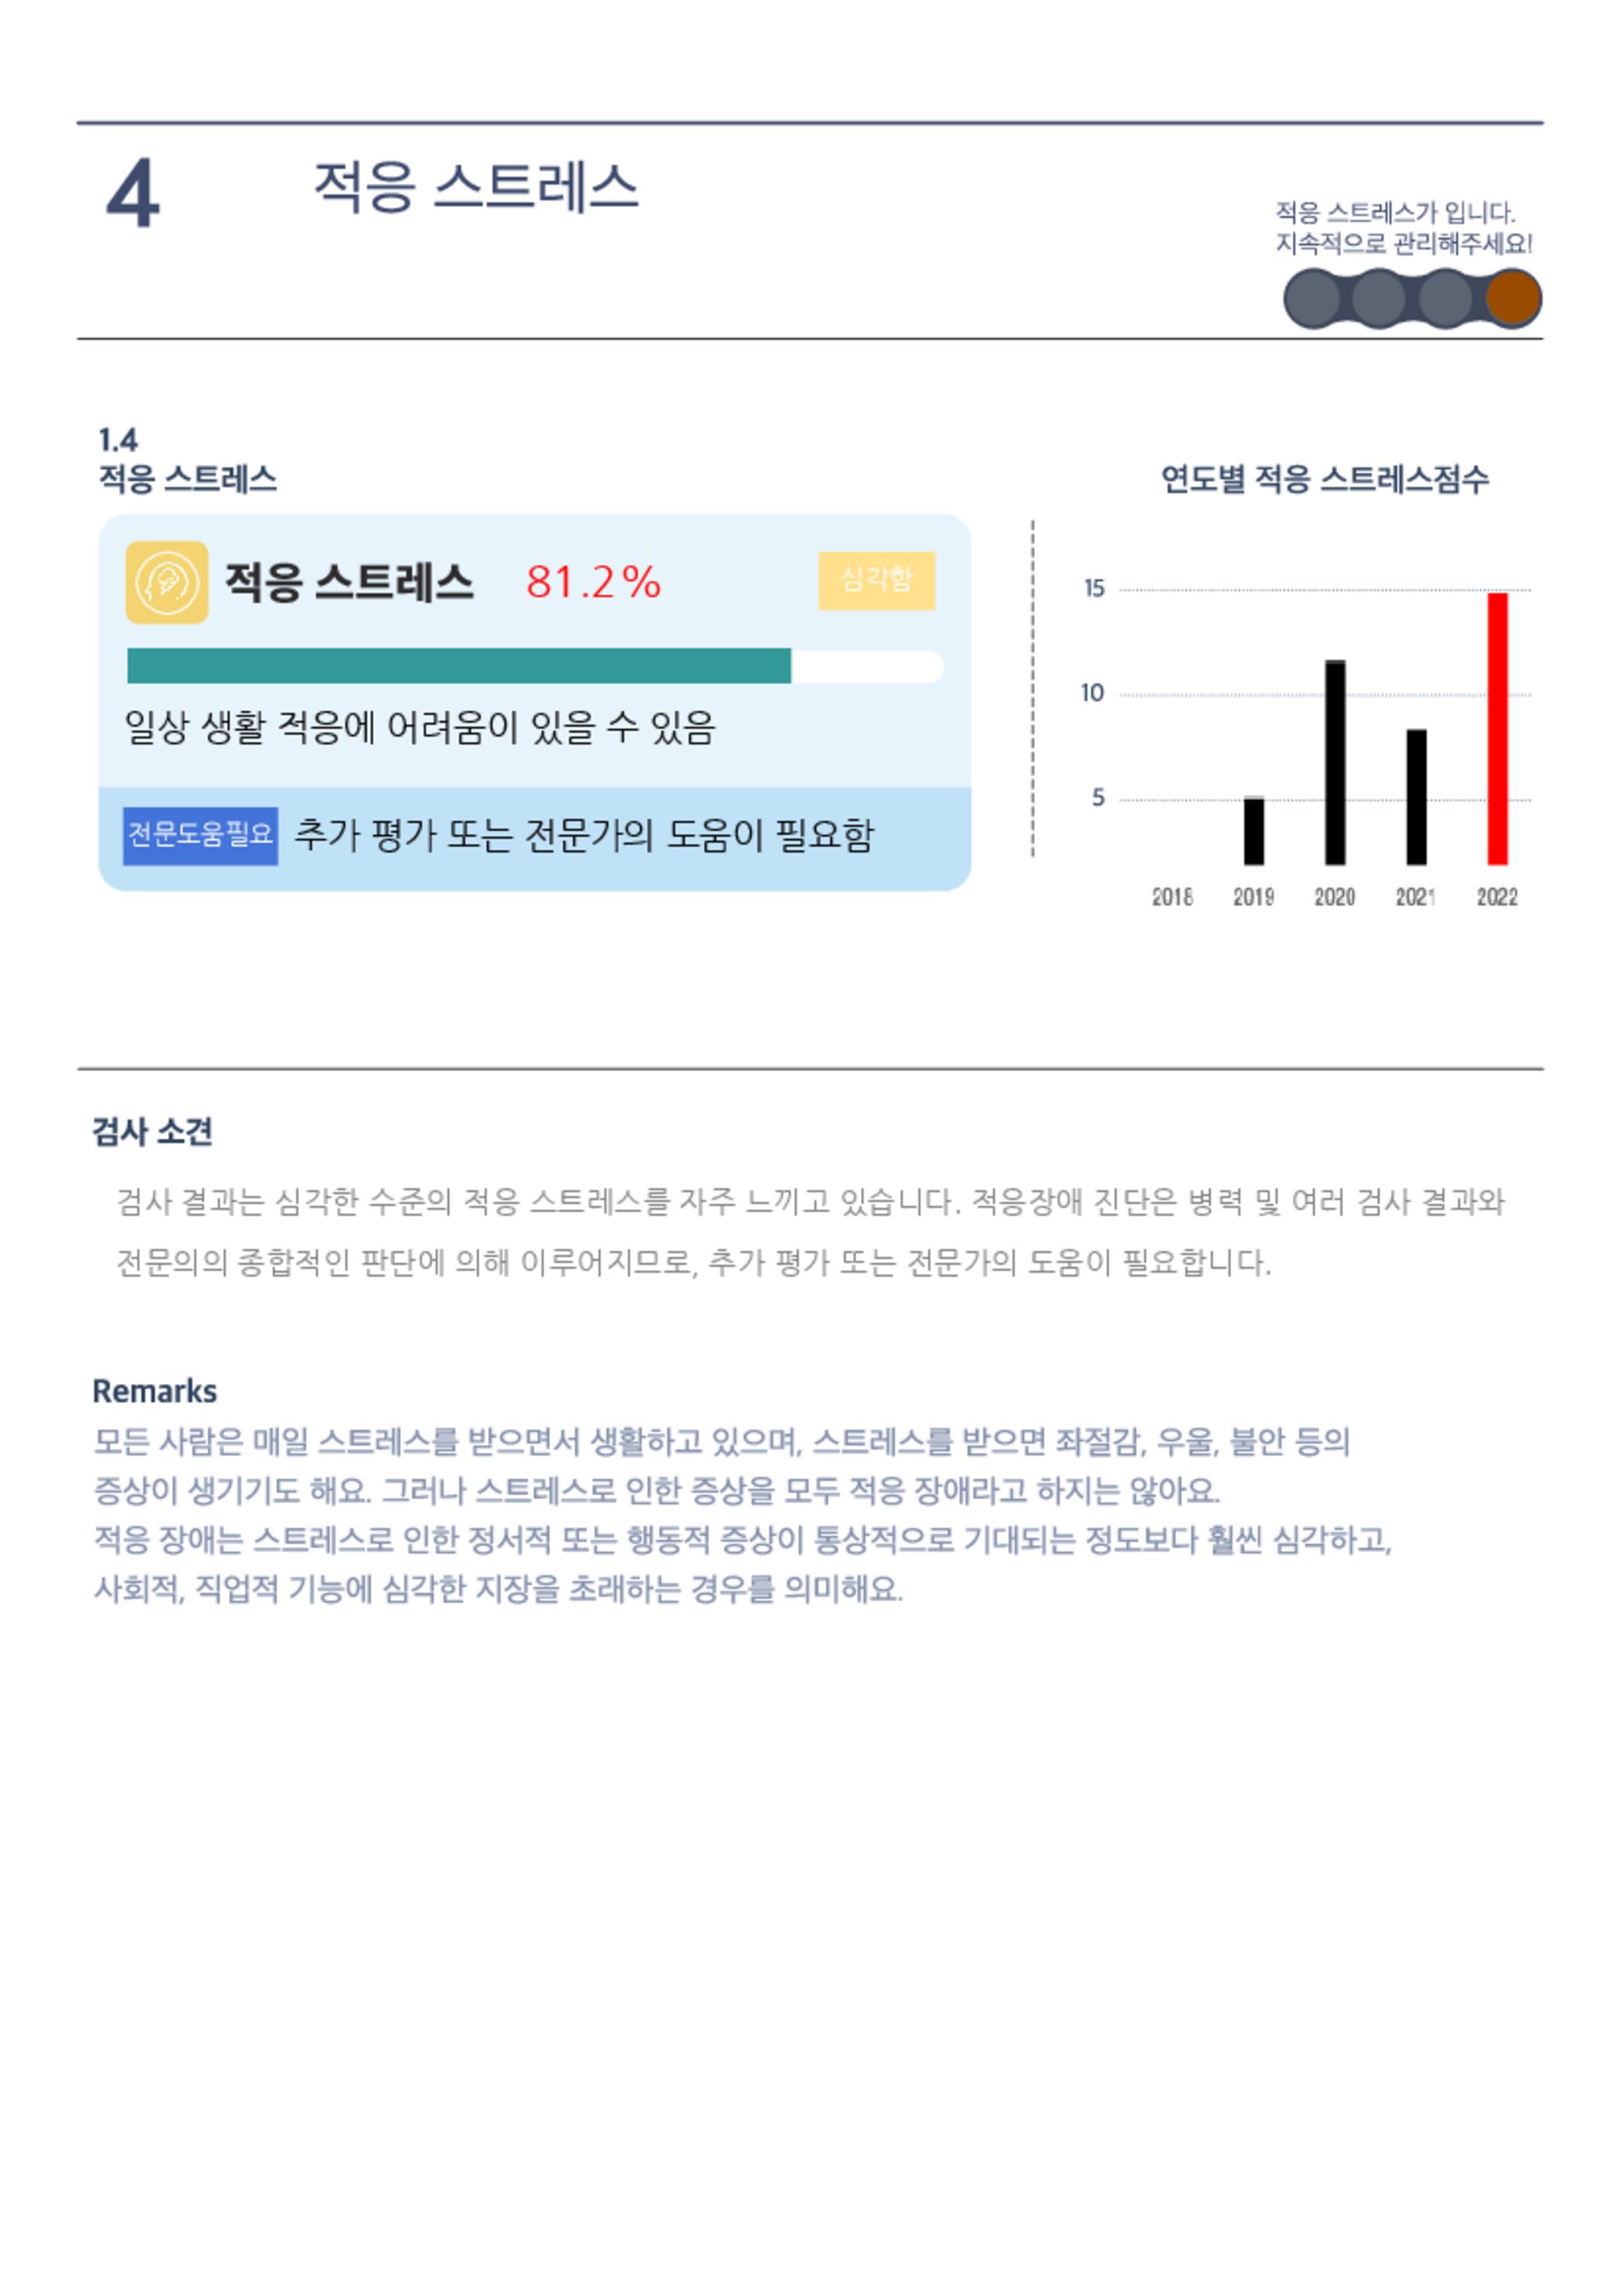 4
적응 스트레스
적응 스트레스가 입니다.
지속적으로 관리해주세요!
1.4
적응 스트레스
적응 스트레스 81.2%
심각함
일상 생활 적응에 어려움이 있을 수 있음
전문도움필요 추가 평가 또는 전문가의 도움이 필요함
연도별 적응 스트레스점수
15
10
5
2018 2019 2020 2021 2022
검사 소견
검사 결과는 심각한 수준의 적응 스트레스를 자주 느끼고 있습니다. 적응장애 진단은 병력 및 여러 검사 결과와
전문의의 종합적인 판단에 의해 이루어지므로, 추가 평가 또는 전문가의 도움이 필요합니다.
Remarks
모든 사람은 매일 스트레스를 받으면서 생활하고 있으며, 스트레스를 받으면 좌절감, 우울, 불안 등의
증상이 생기기도 해요. 그러나 스트레스로 인한 증상을 모두 적응 장애라고 하지는 않아요.
적응 장애는 스트레스로 인한 정서적 또는 행동적 증상이 통상적으로 기대되는 정도보다 훨씬 심각하고,
사회적, 직업적 기능에 심각한 지장을 초래하는 경우를 의미해요.